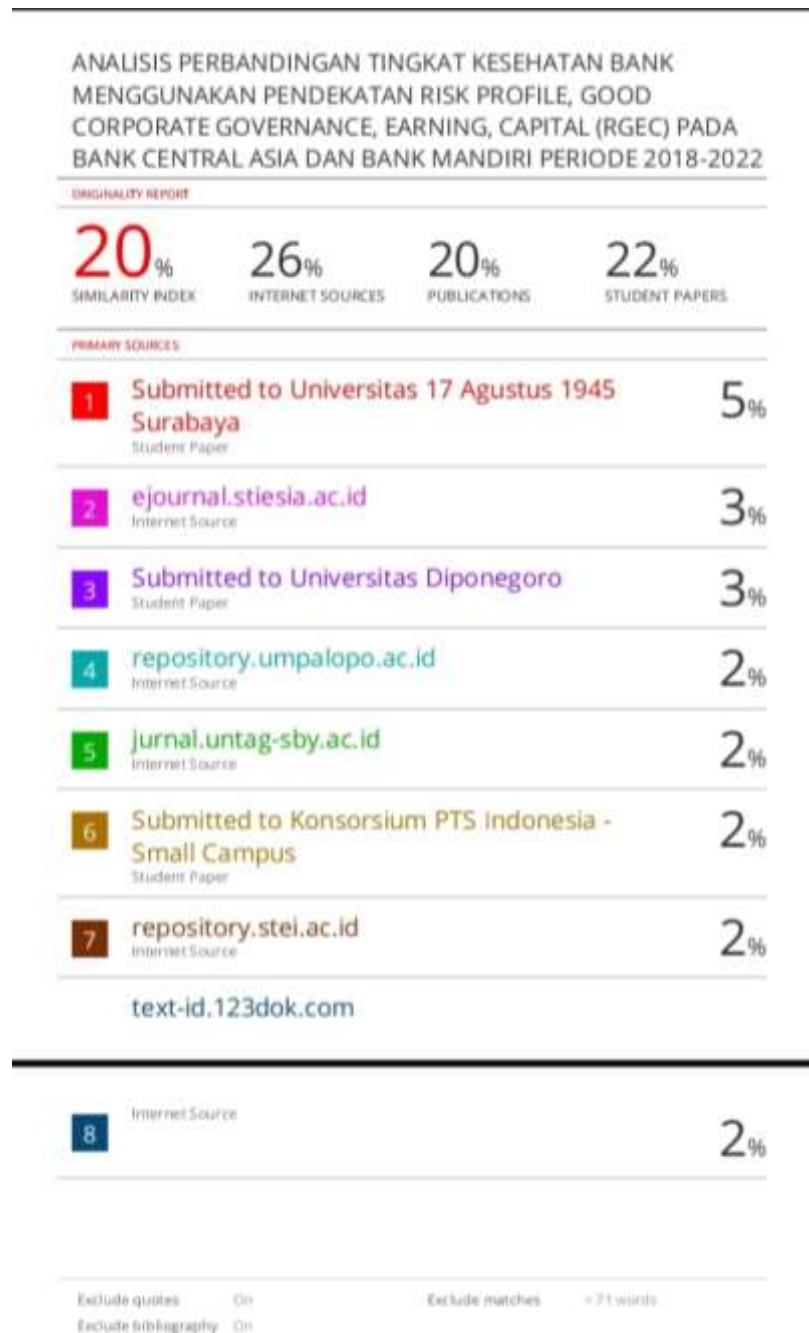 ANALISIS PERBANDINGAN TINGKAT KESEHATAN BANK
MENGGUNAKAN PENDEKATAN RISK PROFILE, GOOD
CORPORATE GOVERNANCE, EARNING, CAPITAL (RGEC) PADA
BANK CENTRAL ASIA DAN BANK MANDIRI PERIODE 2018-2022
ORIGINALITY REPORT
20% 26% 20% 22%
SIMILARITY INDEX INTERNET SOURCES PUBLICATIONS STUDENT PAPERS
PRIMARY SOURCES
1 Submitted to Universitas 17 Agustus 1945 5%
Surabaya
Student Paper
2 ejournal.stiesia.ac.id 3%
Internet Source
3 Submitted to Universitas Diponegoro 3%
Student Paper
4 repository.umpalopo.ac.id 2%
Internet Source
5 jurnal.untag-sby.ac.id 2%
Internet Source
6 Submitted to Konsorsium PTS Indonesia - 2%
Small Campus
Student Paper
7 repository.stei.ac.id 2%
Internet Source
text-id.123dok.com
Internet Source
8 2%
Exclude quotes On Exclude matches < 71 words
Exclude bibliography On